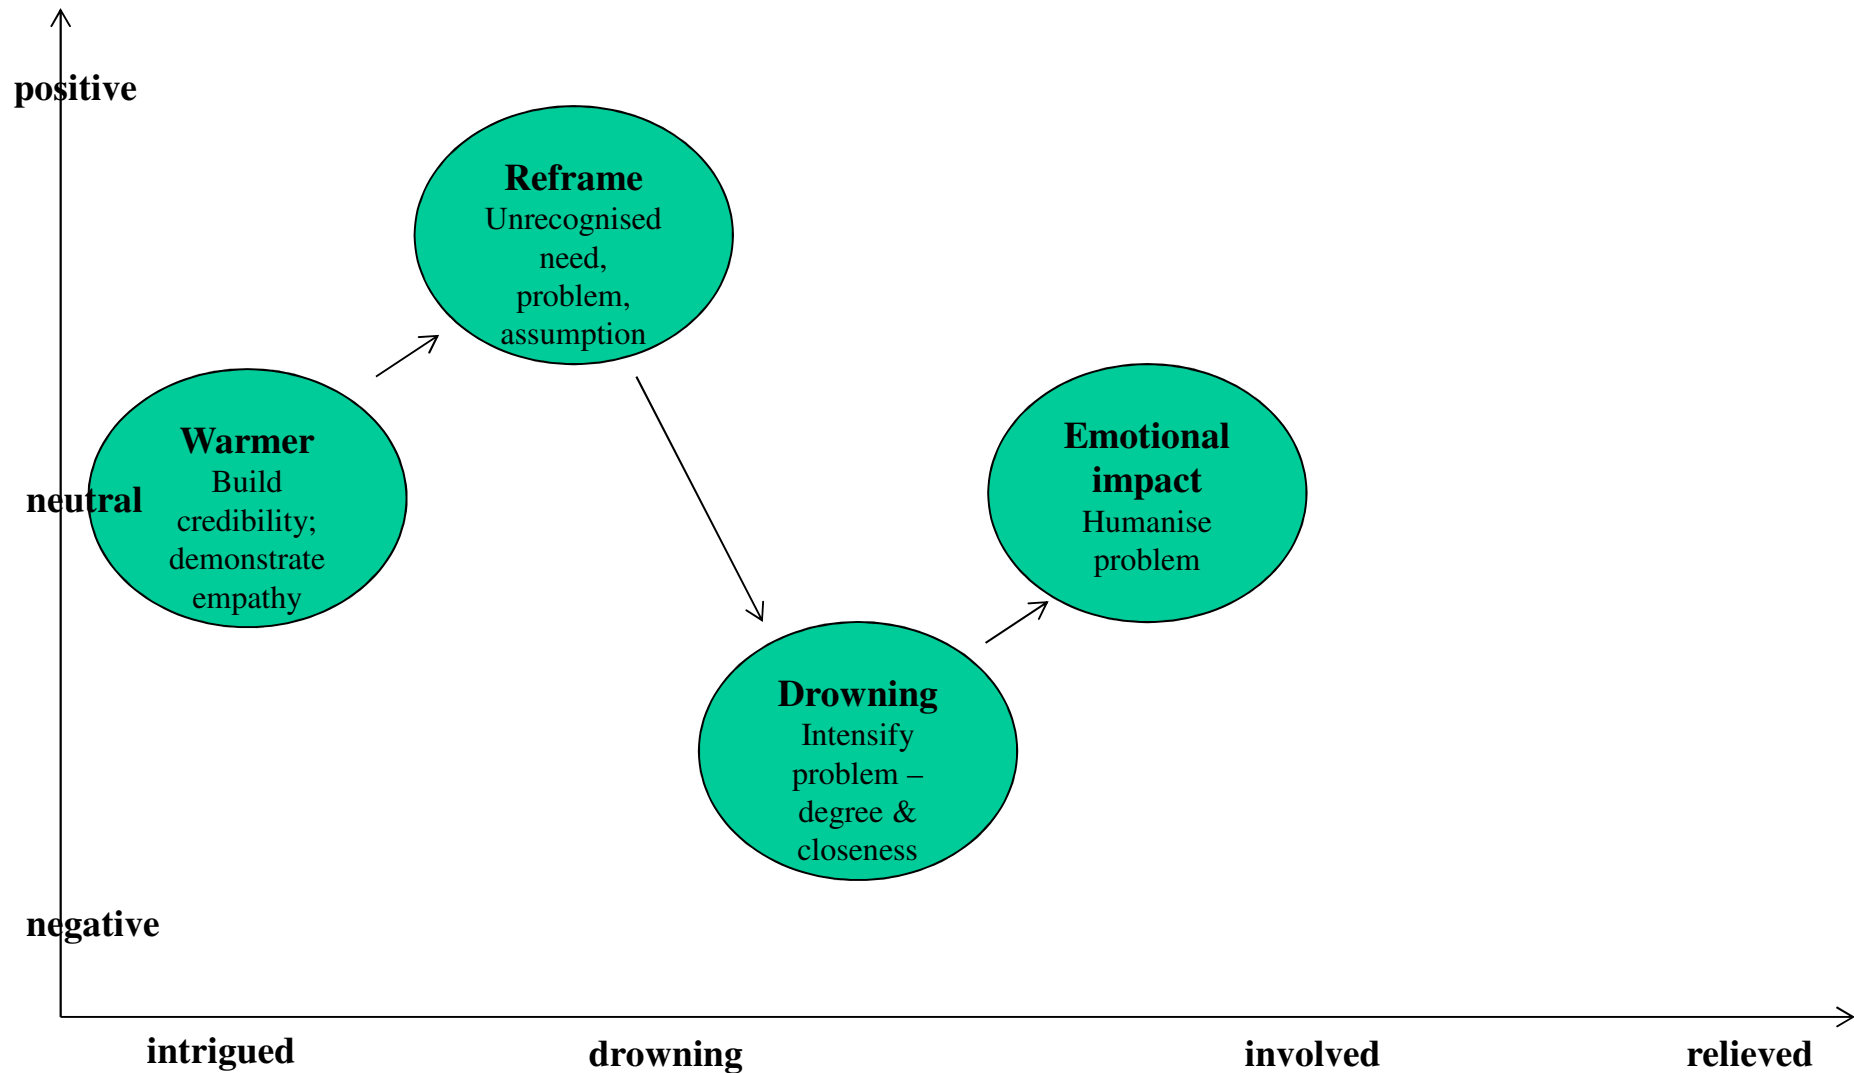 positive
Reframe
Unrecognised
need,
problem,
assumption
Warmer
Build
credibility;
demonstrate
empathy
neutral
Emotional
impact
Humanise
problem
Drowning
Intensify
problem –
degree &
closeness
negative
intrigued
drowning
involved
relieved